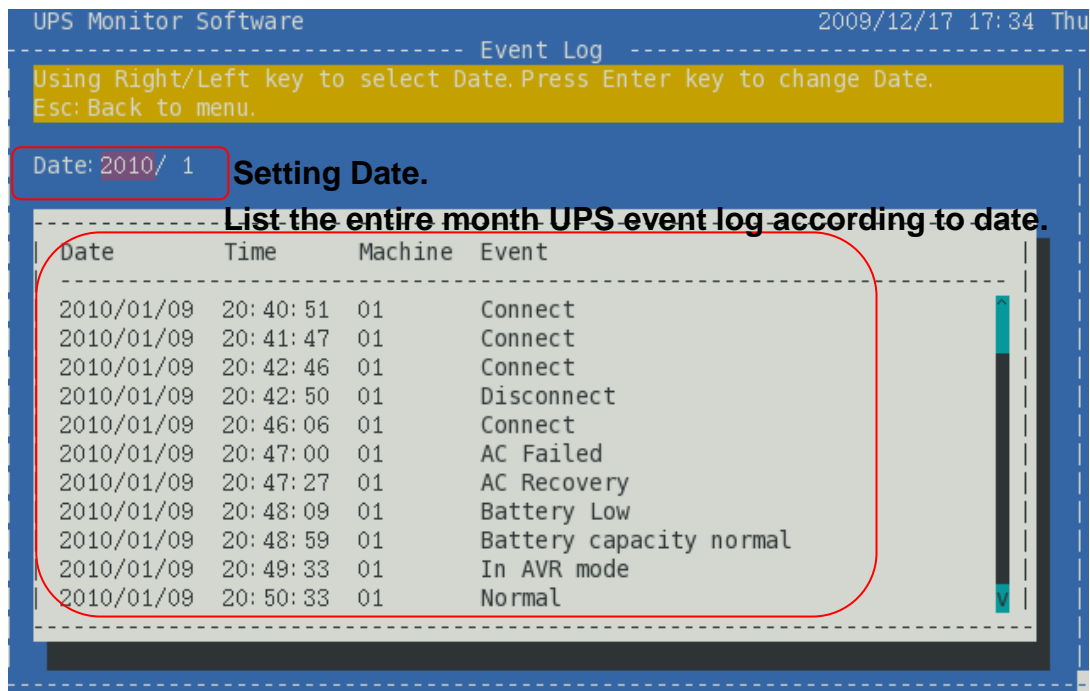 UPS Monitor Software 2009/12/17 17:34 Thu
Event Log
Using Right/Left key to select Date.Press Enter key to change Date.
Esc:Back to menu.
Date:2010/ 1
Setting Date.
List the entire month UPS event log according to date.
Date Time Machine Event
2010/01/09 20:40:51 01 Connect
2010/01/09 20:41:47 01 Connect
2010/01/09 20:42:46 01 Connect
2010/01/09 20:42:50 01 Disconnect
2010/01/09 20:46:06 01 Connect
2010/01/09 20:47:00 01 AC Failed
2010/01/09 20:47:27 01 AC Recovery
2010/01/09 20:48:09 01 Battery Low
2010/01/09 20:48:59 01 Battery capacity normal
2010/01/09 20:49:33 01 In AVR mode
2010/01/09 20:50:33 01 Normal